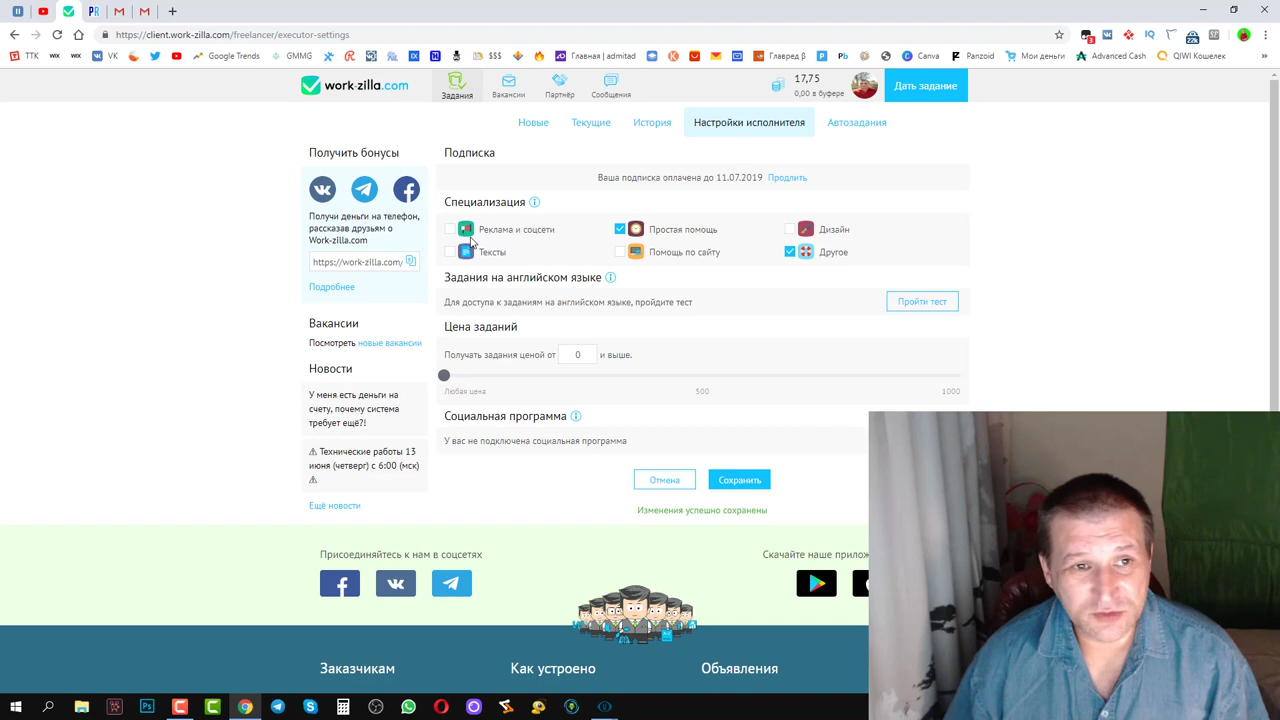 https://client.work-zilla.com/freelancer/executor-settings
ТТК
VK
Google Trends
GMMG
$$$
Главная | admitad
Главред β
Canva
Panzoid
Мои деньги
Advanced Cash
QIWI Кошелек
work-zilla.com
Задания
Вакансии
Партнёр
Сообщения
17,75
0,00 в буфере
Дать задание
Новые
Текущие
История
Настройки исполнителя
Автозадания
Получить бонусы
Получи деньги на телефон,
рассказав друзьям о
Work-zilla.com
https://work-zilla.com/
Подробнее
Вакансии
Посмотреть новые вакансии
Новости
У меня есть деньги на
счету, почему система
требует ещё?!
Технические работы 13
июня (четверг) с 6:00 (мск)
Ещё новости
Подписка
Ваша подписка оплачена до 11.07.2019 Продлить
Специализация
Реклама и соцсети
Простая помощь
Дизайн
Тексты
Помощь по сайту
Другое
Задания на английском языке
Для доступа к заданиям на английском языке, пройдите тест
Пройти тест
Цена заданий
Получать задания ценой от 0 и выше.
Любая цена
500
1000
Социальная программа
У вас не подключена социальная программа
Отмена
Сохранить
Изменения успешно сохранены
Присоединяйтесь к нам в соцсетях
Скачайте наше
Заказчикам
Как устроено
Объявления